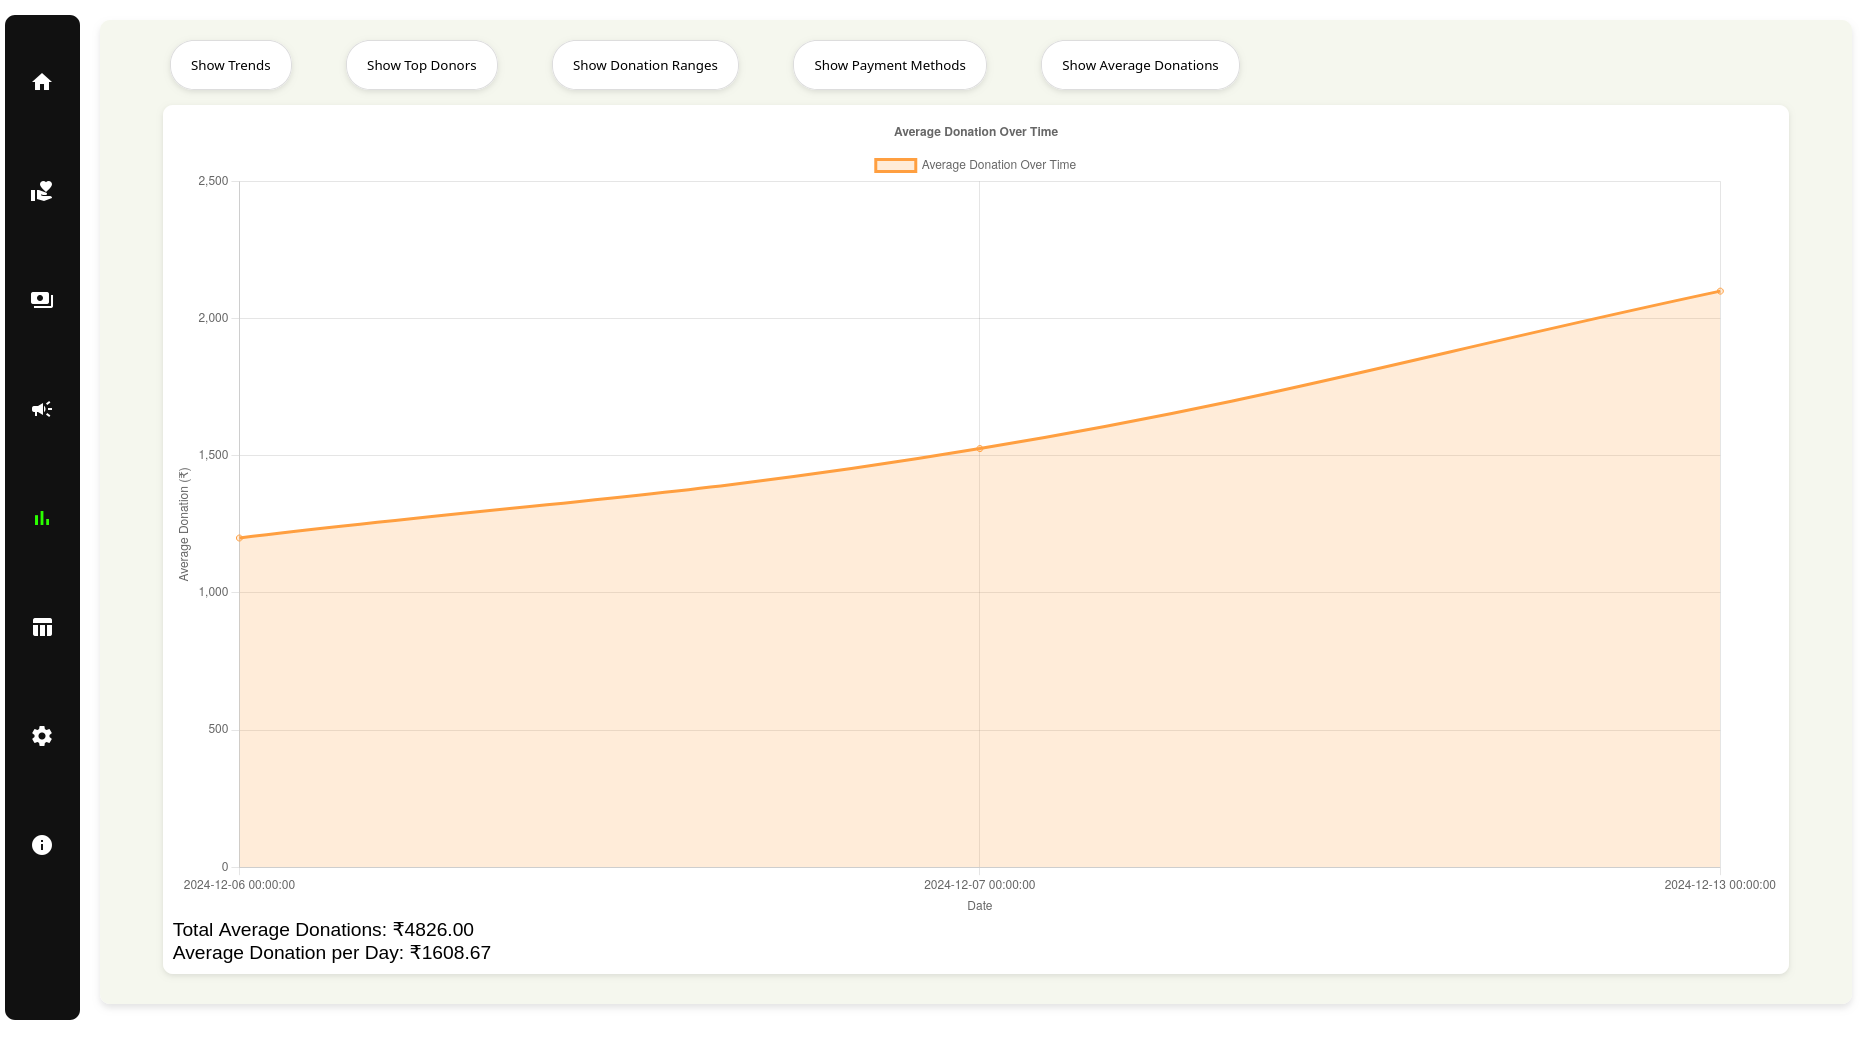 Show Trends
Show Top Donors
Show Donation Ranges
Show Payment Methods
Show Average Donations
Average Donation Over Time
Average Donation Over Time
2,500
2,000
1,500
1,000
500
0
Average Donation (₹)
2024-12-06 00:00:00
2024-12-07 00:00:00
2024-12-13 00:00:00
Date
Total Average Donations: ₹4826.00
Average Donation per Day: ₹1608.67